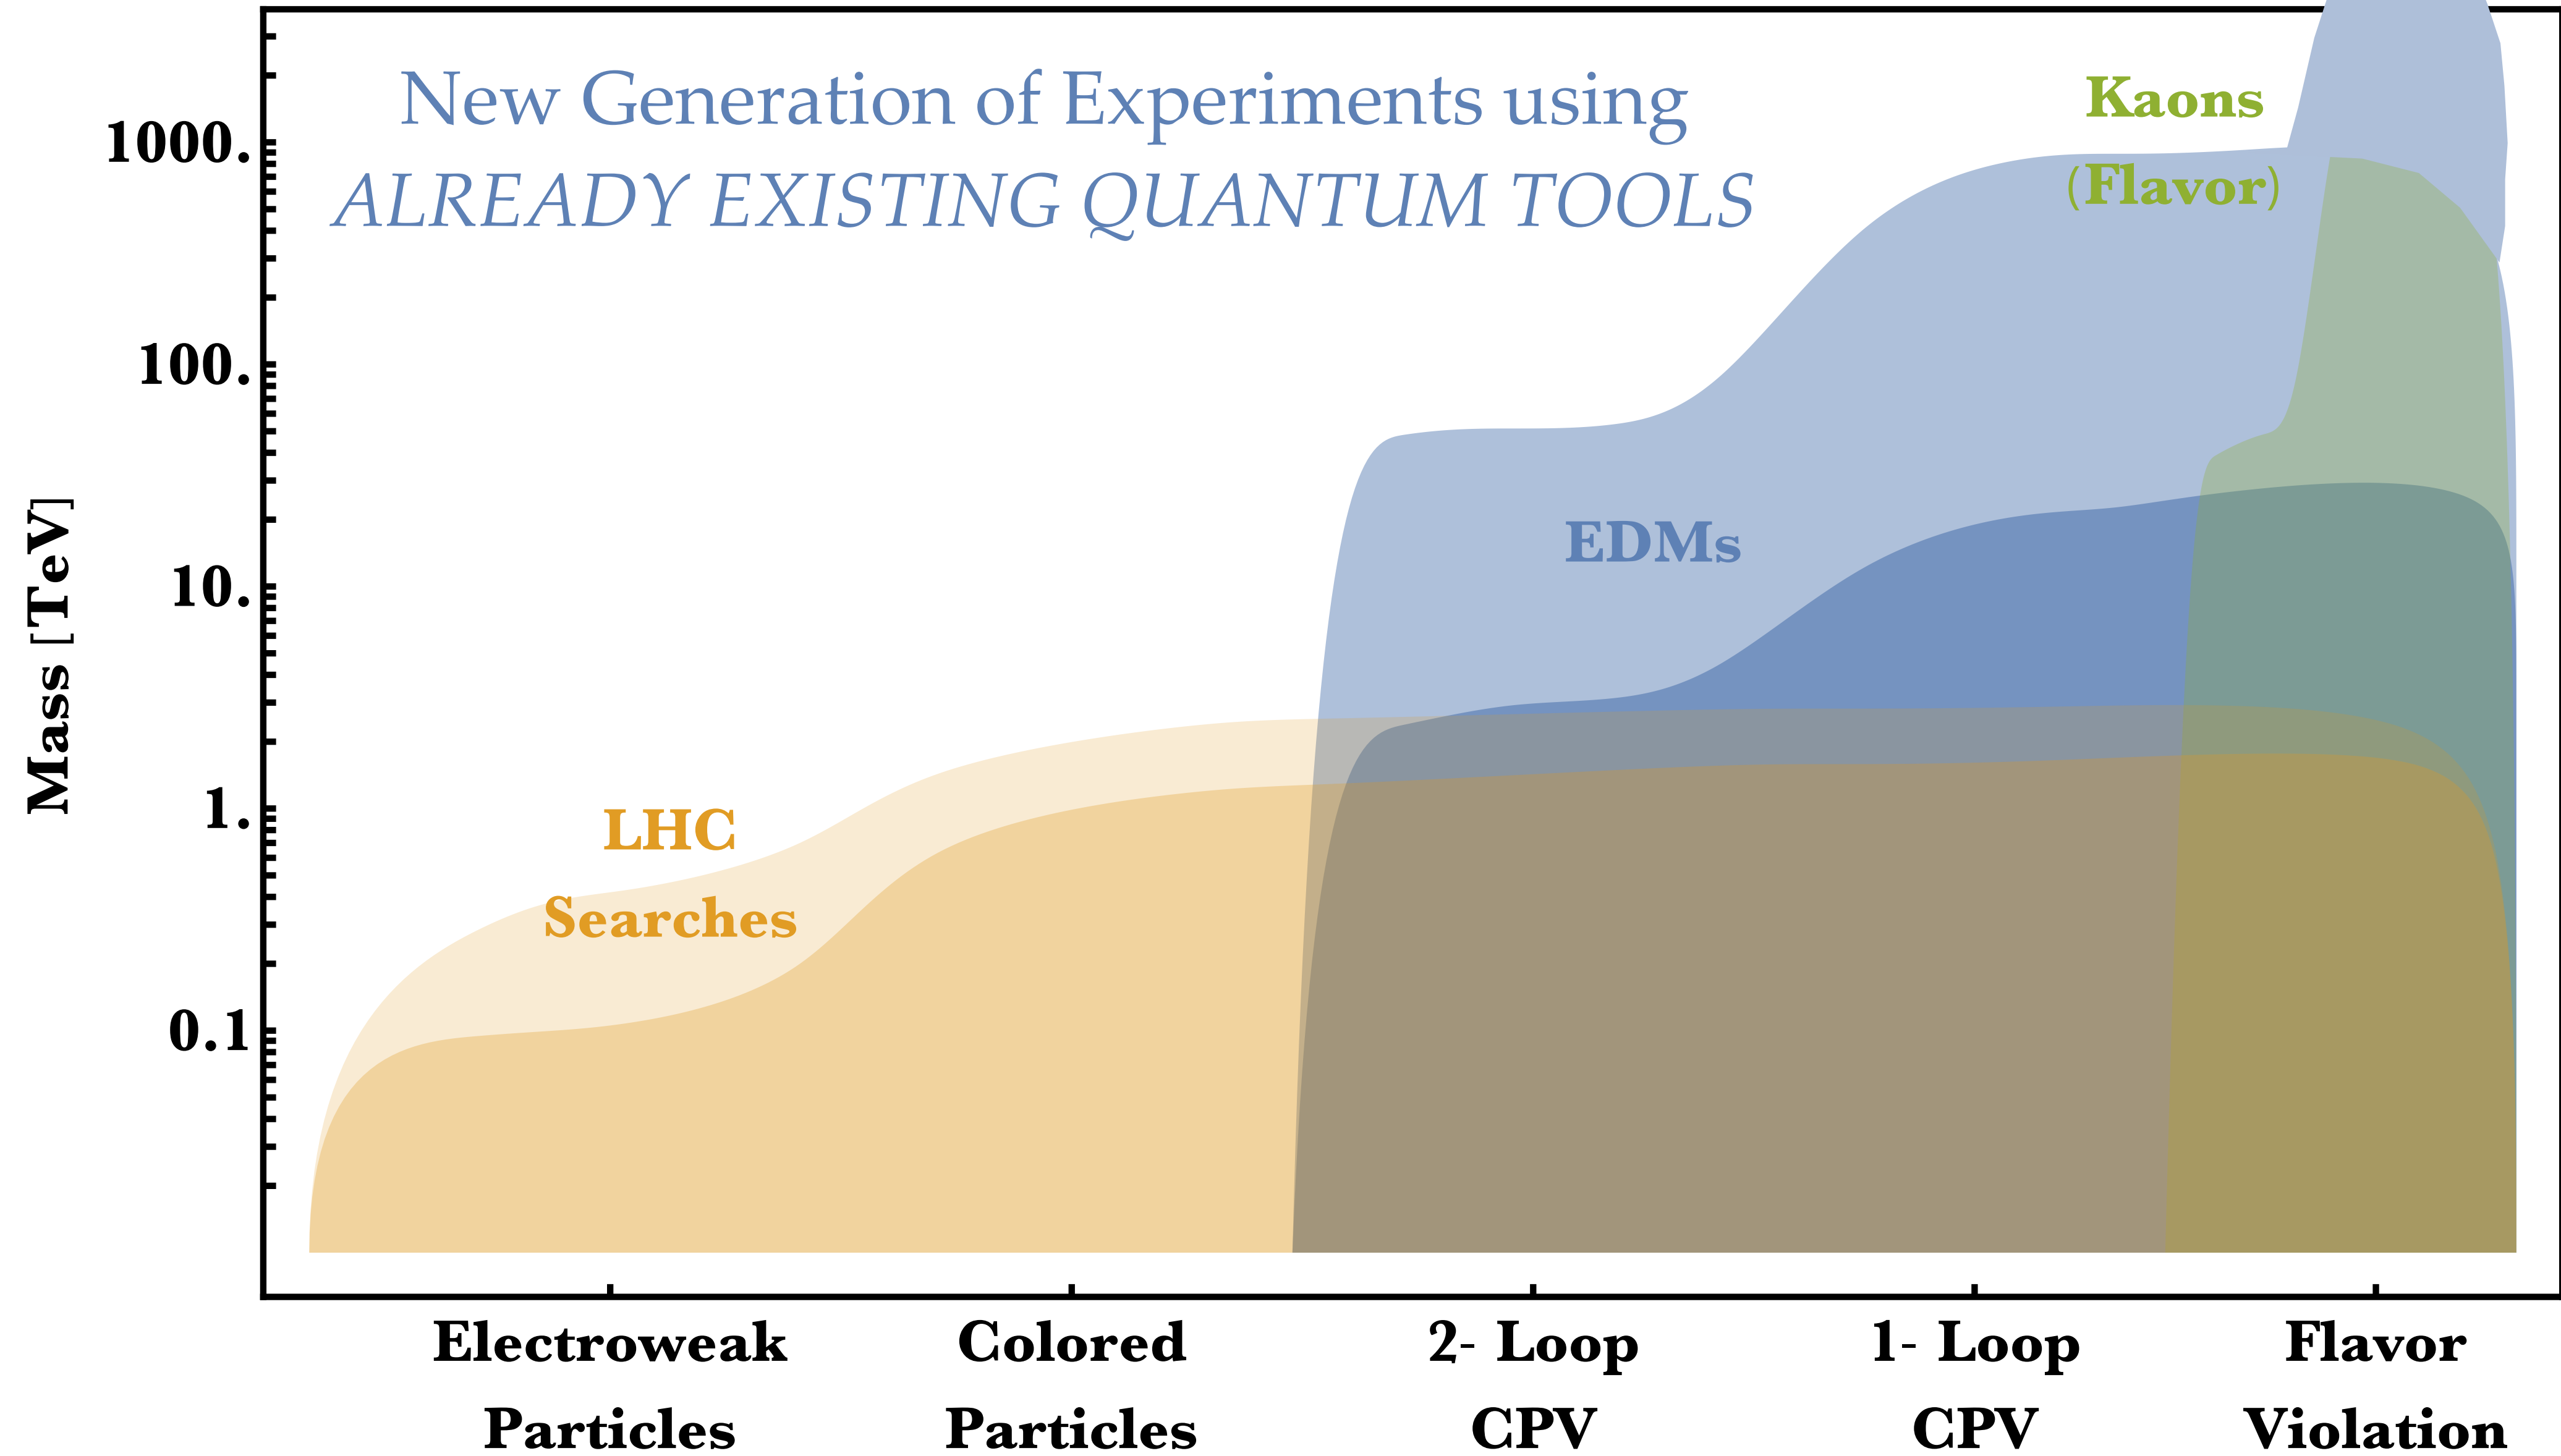 New Generation of Experiments using
ALREADY EXISTING QUANTUM TOOLS
Kaons
(Flavor)
EDMs
LHC
Searches
Mass [TeV]
1000.
100.
10.
1.
0.1
Electroweak
Particles
Colored
Particles
2- Loop
CPV
1- Loop
CPV
Flavor
Violation